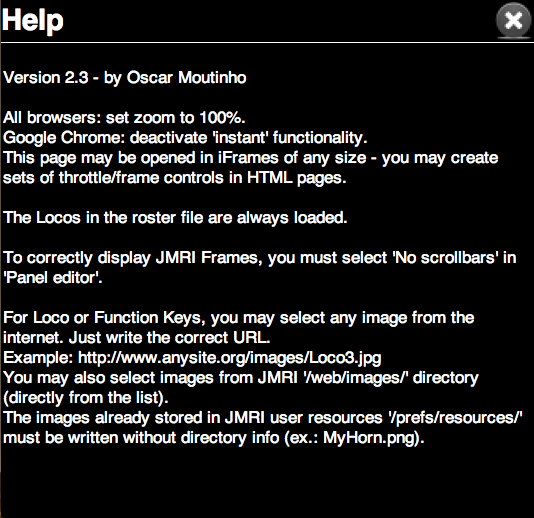 Help
Version 2.3 - by Oscar Moutinho
All browsers: set zoom to 100%.
Google Chrome: deactivate 'instant' functionality.
This page may be opened in iFrames of any size - you may create
sets of throttle/frame controls in HTML pages.
The Locos in the roster file are always loaded.
To correctly display JMRI Frames, you must select 'No scrollbars' in
'Panel editor'.
For Loco or Function Keys, you may select any image from the
internet. Just write the correct URL.
Example: http://www.anysite.org/images/Loco3.jpg
You may also select images from JMRI '/web/images/' directory
(directly from the list).
The images already stored in JMRI user resources '/prefs/resources/'
must be written without directory info (ex.: MyHorn.png).